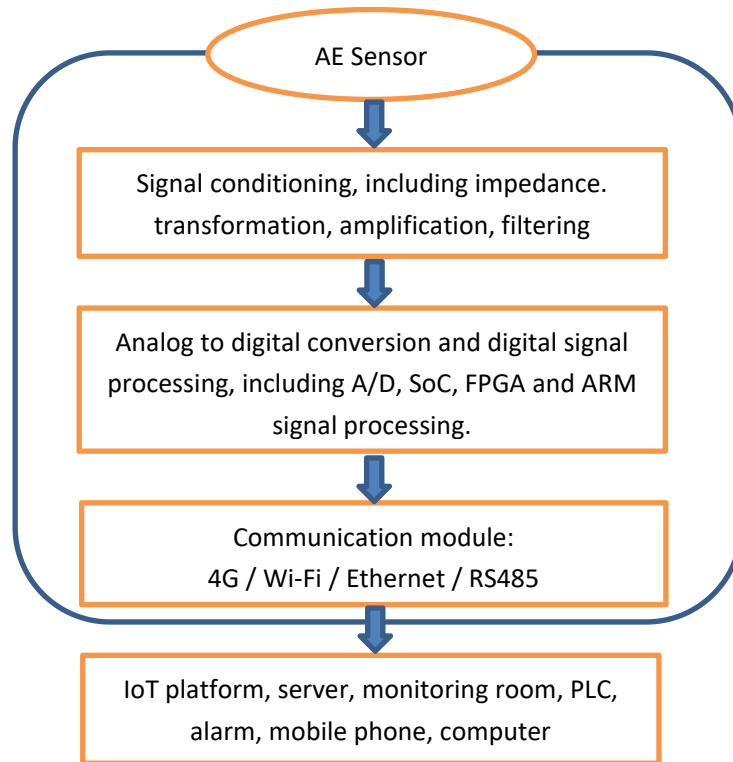 AE Sensor
Signal conditioning, including impedance.
transformation, amplification, filtering
Analog to digital conversion and digital signal
processing, including A/D, SoC, FPGA and ARM
signal processing.
Communication module:
4G / Wi-Fi / Ethernet / RS485
IoT platform, server, monitoring room, PLC,
alarm, mobile phone, computer